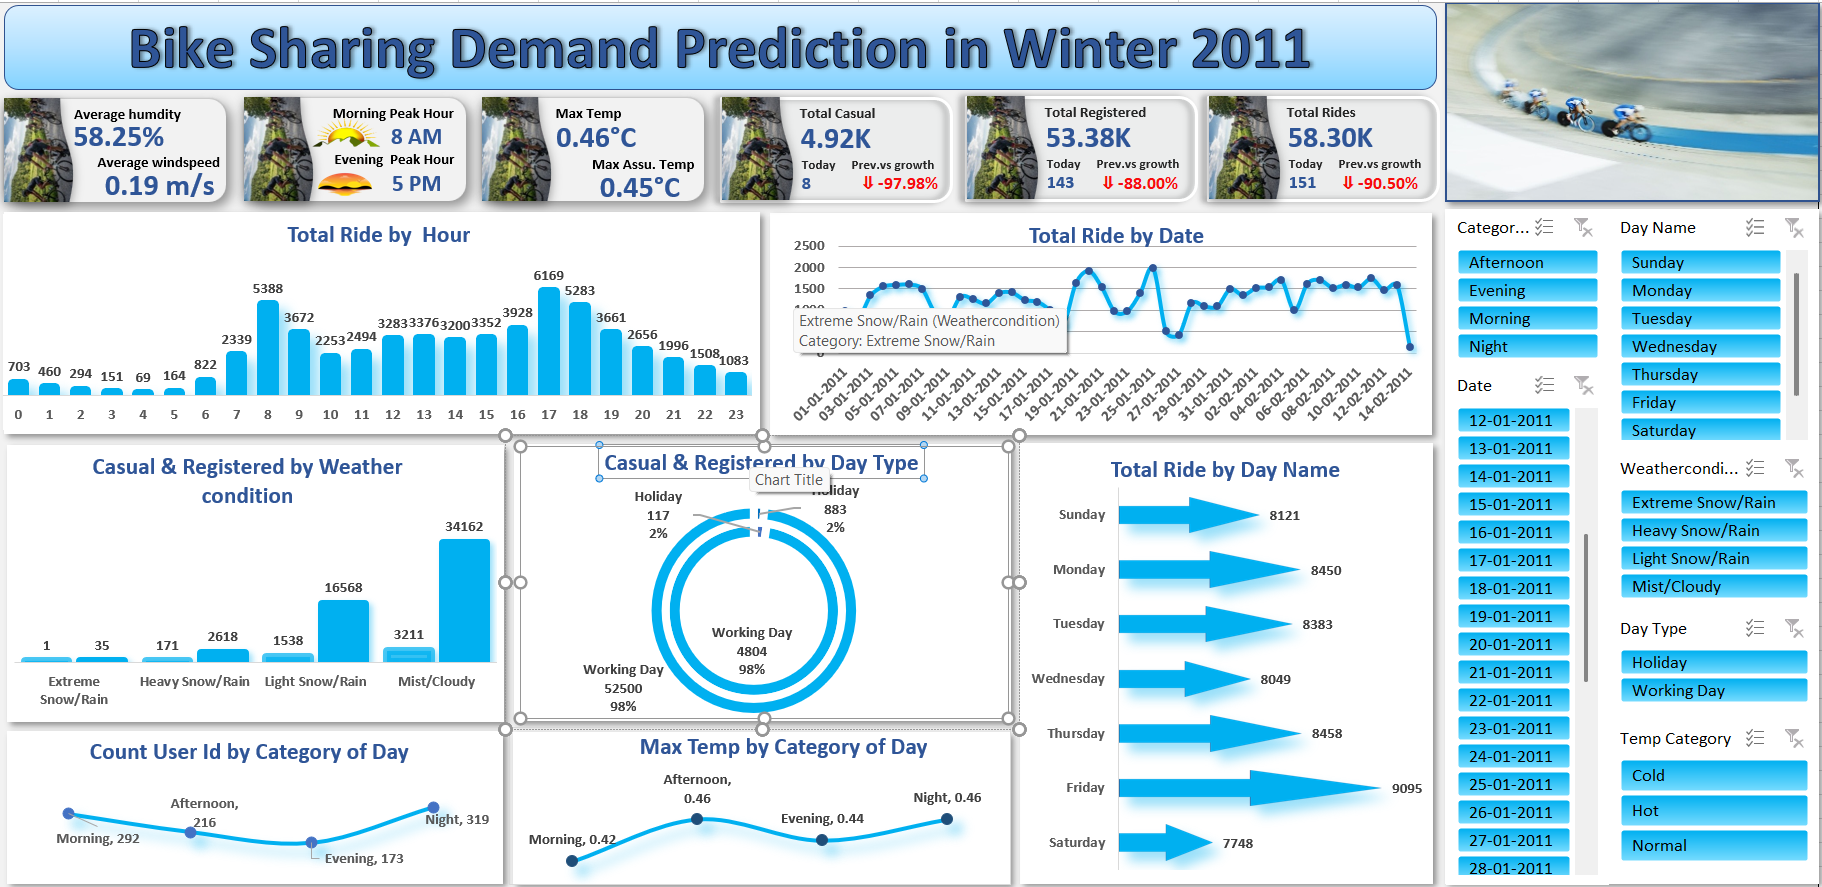 Bike Sharing Demand Prediction in Winter 2011
Average humdity
58.25%
Average windspeed
0.19 m/s
Morning Peak Hour
8 AM
Evening Peak Hour
5 PM
Max Temp
0.46°C
Max Assu. Temp
0.45°C
Total Casual
4.92K
Today Prev.vs growth
8 ⇓ -97.98%
Total Registered
53.38K
Today Prev.vs growth
143 ⇓ -88.00%
Total Rides
58.30K
Today Prev.vs growth
151 ⇓ -90.50%
Total Ride by Hour
703 460 294 151 69 164 822 2339 5388 3672 2253 2494 3283 3376 3200 3352 3928 6169 5283 3661 2656 1996 1508 1083
0 1 2 3 4 5 6 7 8 9 10 11 12 13 14 15 16 17 18 19 20 21 22 23
Total Ride by Date
2500
2000
1500
Extreme Snow/Rain (Weathercondition)
Category: Extreme Snow/Rain
01-01-2011 03-01-2011 05-01-2011 07-01-2011 09-01-2011 11-01-2011 13-01-2011 15-01-2011 17-01-2011 19-01-2011 21-01-2011 23-01-2011 25-01-2011 27-01-2011 29-01-2011 31-01-2011 02-02-2011 04-02-2011 06-02-2011 08-02-2011 10-02-2011 12-02-2011 14-02-2011
Casual & Registered by Weather
condition
1 35 171 2618 1538 16568 3211 34162
Extreme Heavy Snow/Rain Light Snow/Rain Mist/Cloudy
Snow/Rain
Casual & Registered by Day Type
Chart Title
Holiday
117
2%
Holiday
883
2%
Working Day
4804
98%
Working Day
52500
98%
Total Ride by Day Name
Sunday 8121
Monday 8450
Tuesday 8383
Wednesday 8049
Thursday 8458
Friday 9095
Saturday 7748
Count User Id by Category of Day
Morning, 292
Afternoon,
216
Evening, 173
Night, 319
Max Temp by Category of Day
Morning, 0.42
Afternoon,
0.46
Evening, 0.44
Night, 0.46
Categor...
Afternoon
Evening
Morning
Night
Date
12-01-2011
13-01-2011
14-01-2011
15-01-2011
16-01-2011
17-01-2011
18-01-2011
19-01-2011
20-01-2011
21-01-2011
22-01-2011
23-01-2011
24-01-2011
25-01-2011
26-01-2011
27-01-2011
28-01-2011
Day Name
Sunday
Monday
Tuesday
Wednesday
Thursday
Friday
Saturday
Weathercondi...
Extreme Snow/Rain
Heavy Snow/Rain
Light Snow/Rain
Mist/Cloudy
Day Type
Holiday
Working Day
Temp Category
Cold
Hot
Normal